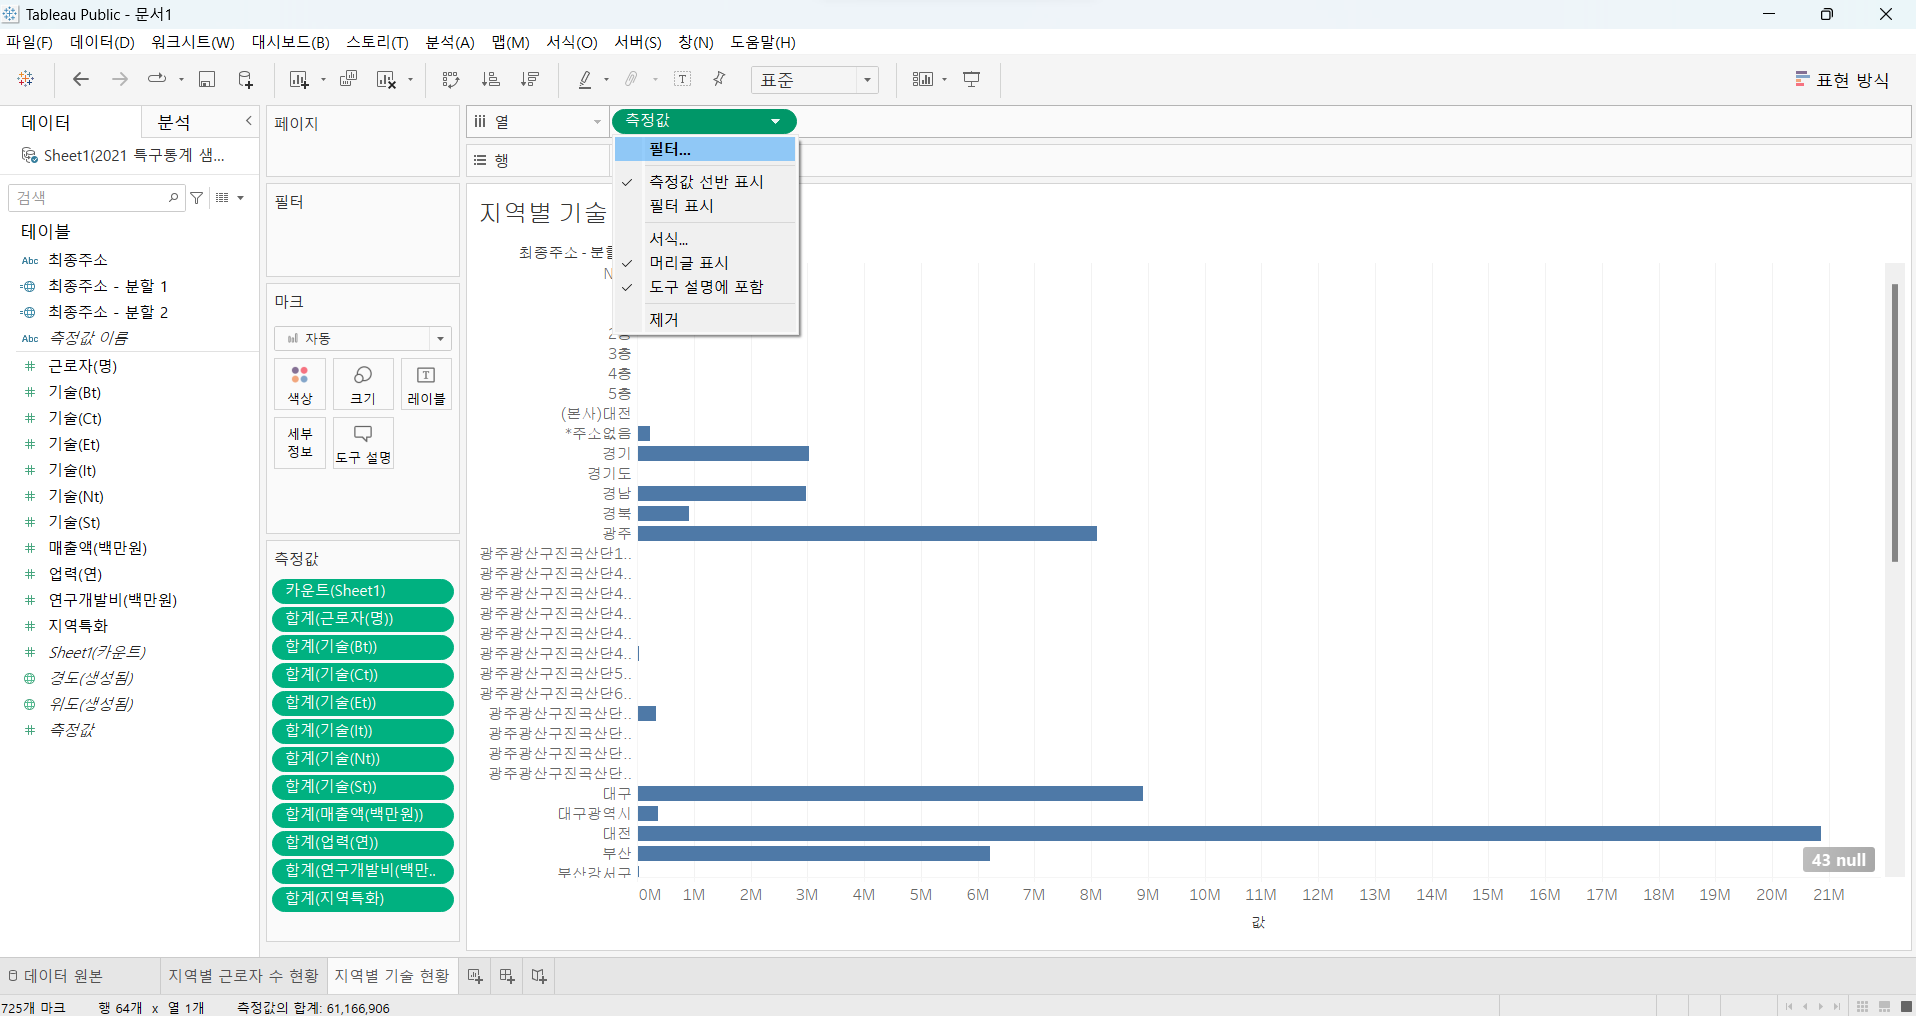 Tableau Public - 문서1
파일(F) 데이터(D) 워크시트(W) 대시보드(B) 스토리(T) 분석(A) 맵(M) 서식(O) 서버(S) 창(N) 도움말(H)
표준
표현 방식
데이터
분석
Sheet1(2021 특구통계 샘...
검색
테이블
Abc 최종주소
최종주소 - 분할 1
최종주소 - 분할 2
Abc 측정값 이름
근로자(명)
기술(Bt)
기술(Ct)
기술(Et)
기술(It)
기술(Nt)
기술(St)
매출액(백만원)
업력(연)
연구개발비(백만원)
지역특화
Sheet1(카운트)
경도(생성됨)
위도(생성됨)
측정값
페이지
필터
마크
자동
색상
크기
레이블
세부
정보
도구 설명
측정값
카운트(Sheet1)
합계(근로자(명))
합계(기술(Bt))
합계(기술(Ct))
합계(기술(Et))
합계(기술(It))
합계(기술(Nt))
합계(기술(St))
합계(매출액(백만원))
합계(업력(연))
합계(연구개발비(백만..
합계(지역특화)
열
측정값
행
필터...
측정값 선반 표시
필터 표시
서식...
머리글 표시
도구 설명에 포함
제거
지역별 기술
최종주소 - 분할
N
2층
3층
4층
5층
(본사)대전
*주소없음
경기
경기도
경남
경북
광주
광주광산구진곡산단1..
광주광산구진곡산단4..
광주광산구진곡산단4..
광주광산구진곡산단4..
광주광산구진곡산단4..
광주광산구진곡산단4..
광주광산구진곡산단5..
광주광산구진곡산단6..
광주광산구진곡산단..
광주광산구진곡산단..
광주광산구진곡산단..
광주광산구진곡산단..
대구
대구광역시
대전
부산
부산강서구
43 null
0M 1M 2M 3M 4M 5M 6M 7M 8M 9M 10M 11M 12M 13M 14M 15M 16M 17M 18M 19M 20M 21M
값
데이터 원본
지역별 근로자 수 현황
지역별 기술 현황
725개 마크 행 64개 x 열 1개 측정값의 합계: 61,166,906